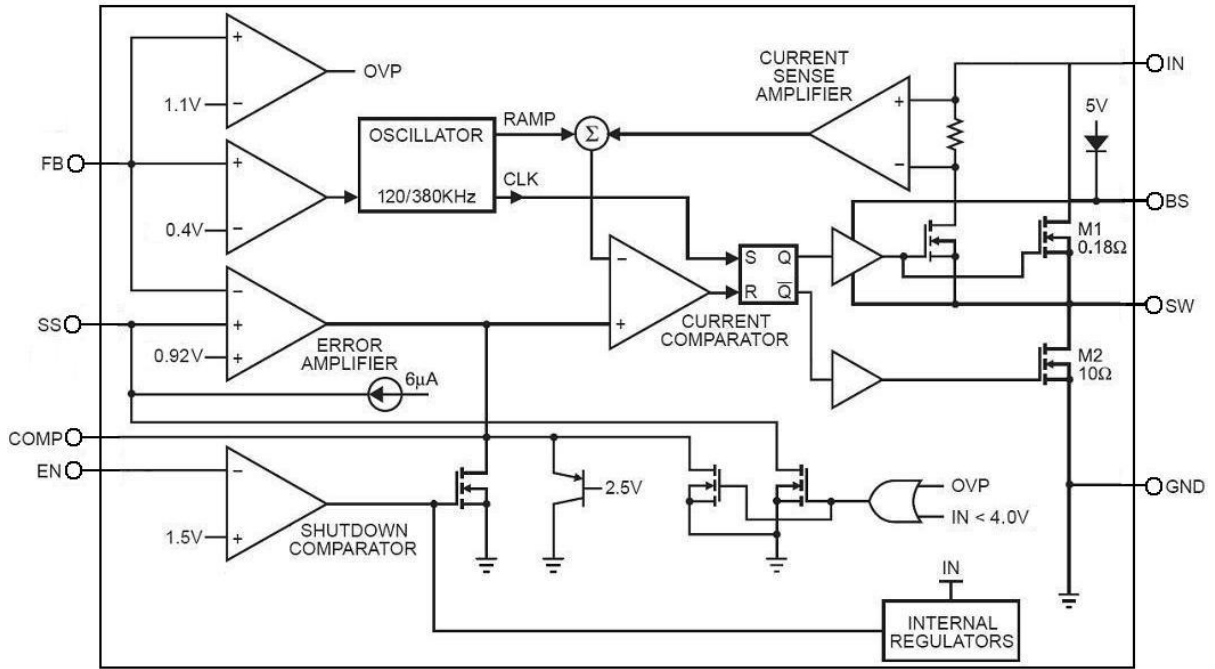 OVP
1.1V
CURRENT
SENSE
AMPLIFIER
IN
5V
RAMP
OSCILLATOR
Σ
FB
120/380KHz
CLK
0.4V
BS
M1
0.18Ω
S Q
R Q̅
SS
CURRENT
COMPARATOR
SW
ERROR
AMPLIFIER
0.92V
6µA
M2
10Ω
COMP
EN
2.5V
OVP
IN < 4.0V
GND
1.5V
SHUTDOWN
COMPARATOR
IN
INTERNAL
REGULATORS